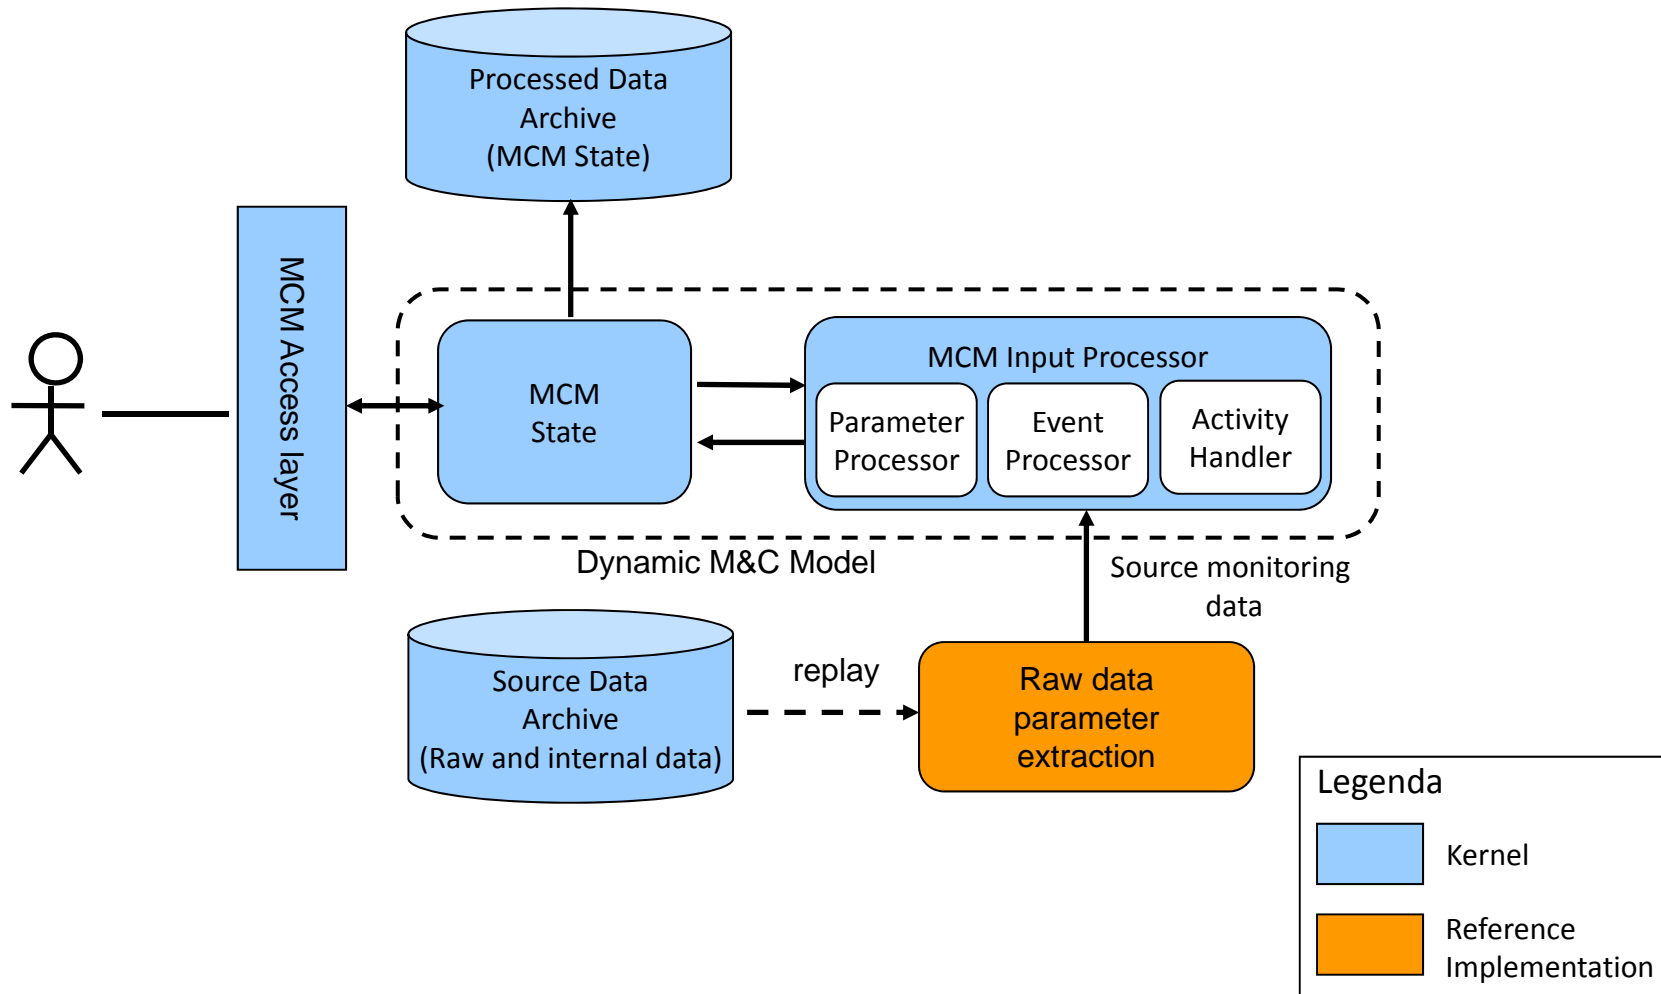 Processed Data
Archive
(MCM State)
MCM Access layer
MCM
State
MCM Input Processor
Parameter
Processor
Event
Processor
Activity
Handler
Dynamic M&C Model
Source monitoring
data
Source Data
Archive
(Raw and internal data)
replay
Raw data
parameter
extraction
Legenda
Kernel
Reference
Implementation